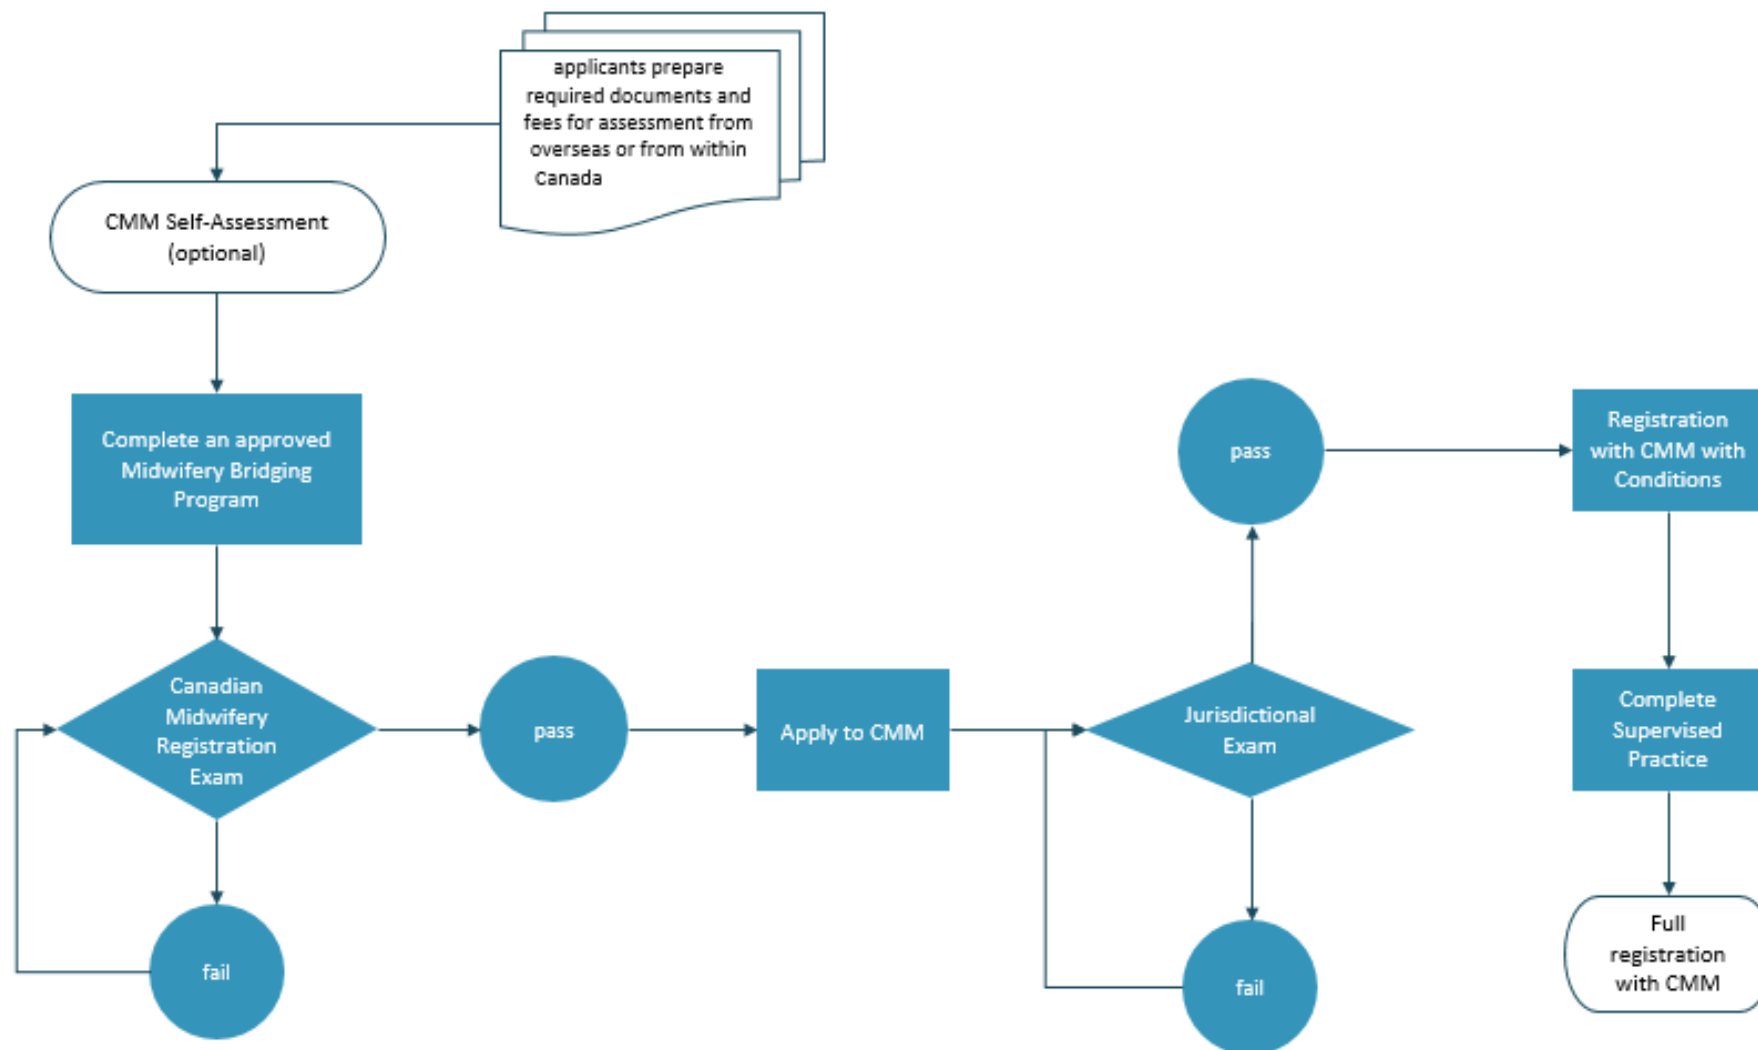 applicants prepare
required documents and
fees for assessment from
overseas or from within
Canada
CMM Self-Assessment
(optional)
Complete an approved
Midwifery Bridging
Program
Canadian
Midwifery
Registration
Exam
fail
pass
Apply to CMM
Jurisdictional
Exam
pass
fail
Registration
with CMM with
Conditions
Complete
Supervised
Practice
Full
registration
with CMM